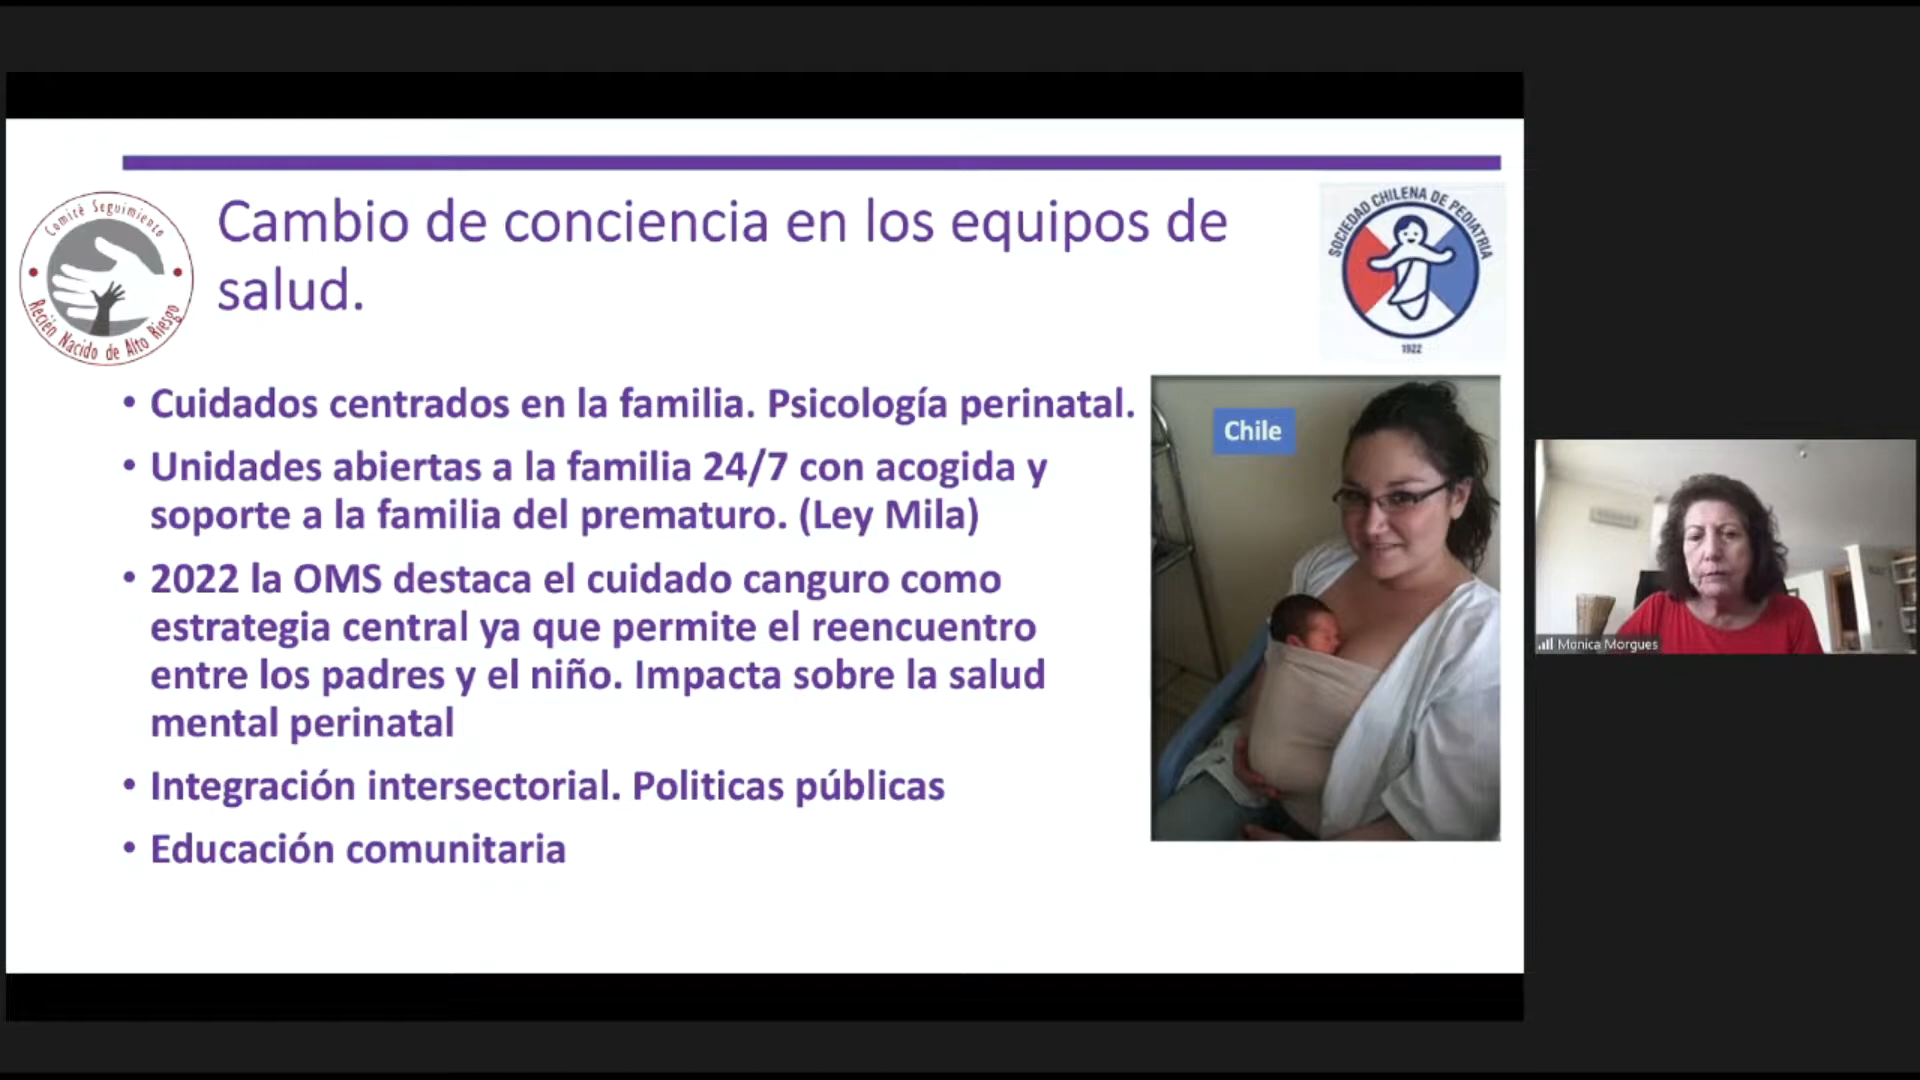 Comité Seguimiento
Recién Nacido de Alto Riesgo
Cambio de conciencia en los equipos de
salud.
SOCIEDAD CHILENA DE PEDIATRIA
1922
• Cuidados centrados en la familia. Psicología perinatal.
• Unidades abiertas a la familia 24/7 con acogida y
soporte a la familia del prematuro. (Ley Mila)
• 2022 la OMS destaca el cuidado canguro como
estrategia central ya que permite el reencuentro
entre los padres y el niño. Impacta sobre la salud
mental perinatal
• Integración intersectorial. Politicas públicas
• Educación comunitaria
Chile
Monica Morgues